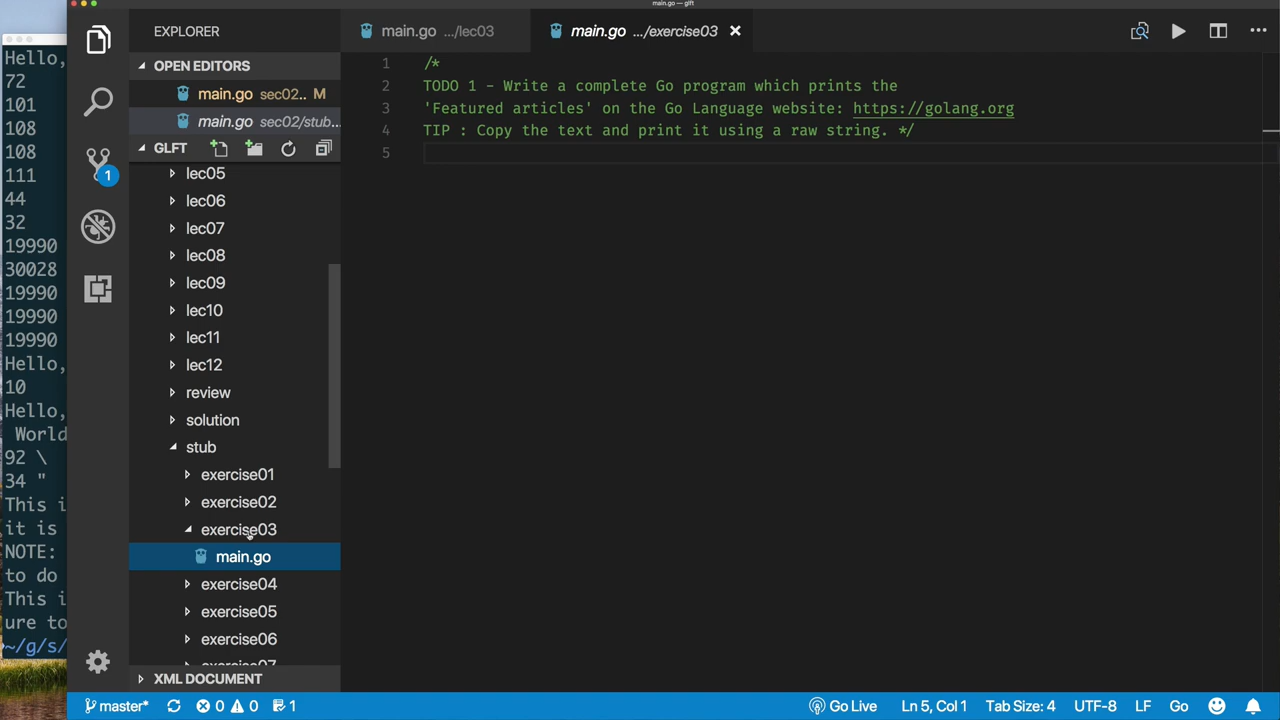 main.go — glft
Hello,
72
101
108
108
111
44
32
19990
30028
19990
19990
19990
Hello,
10
Hello,
World
92 \
34 "
This i
it is
NOTE:
to do
This i
ure to
~/g/s/
EXPLORER
OPEN EDITORS
main.go sec02.. M
main.go sec02/stub...
GLFT
lec05
lec06
lec07
lec08
lec09
lec10
lec11
lec12
review
solution
stub
exercise01
exercise02
exercise03
main.go
exercise04
exercise05
exercise06
exercise07
XML DOCUMENT
1
main.go .../lec03
main.go .../exercise03
1 /*
2 TODO 1 - Write a complete Go program which prints the
3 'Featured articles' on the Go Language website: https://golang.org
4 TIP : Copy the text and print it using a raw string. */
5
master* 0 0 1 Go Live Ln 5, Col 1 Tab Size: 4 UTF-8 LF Go